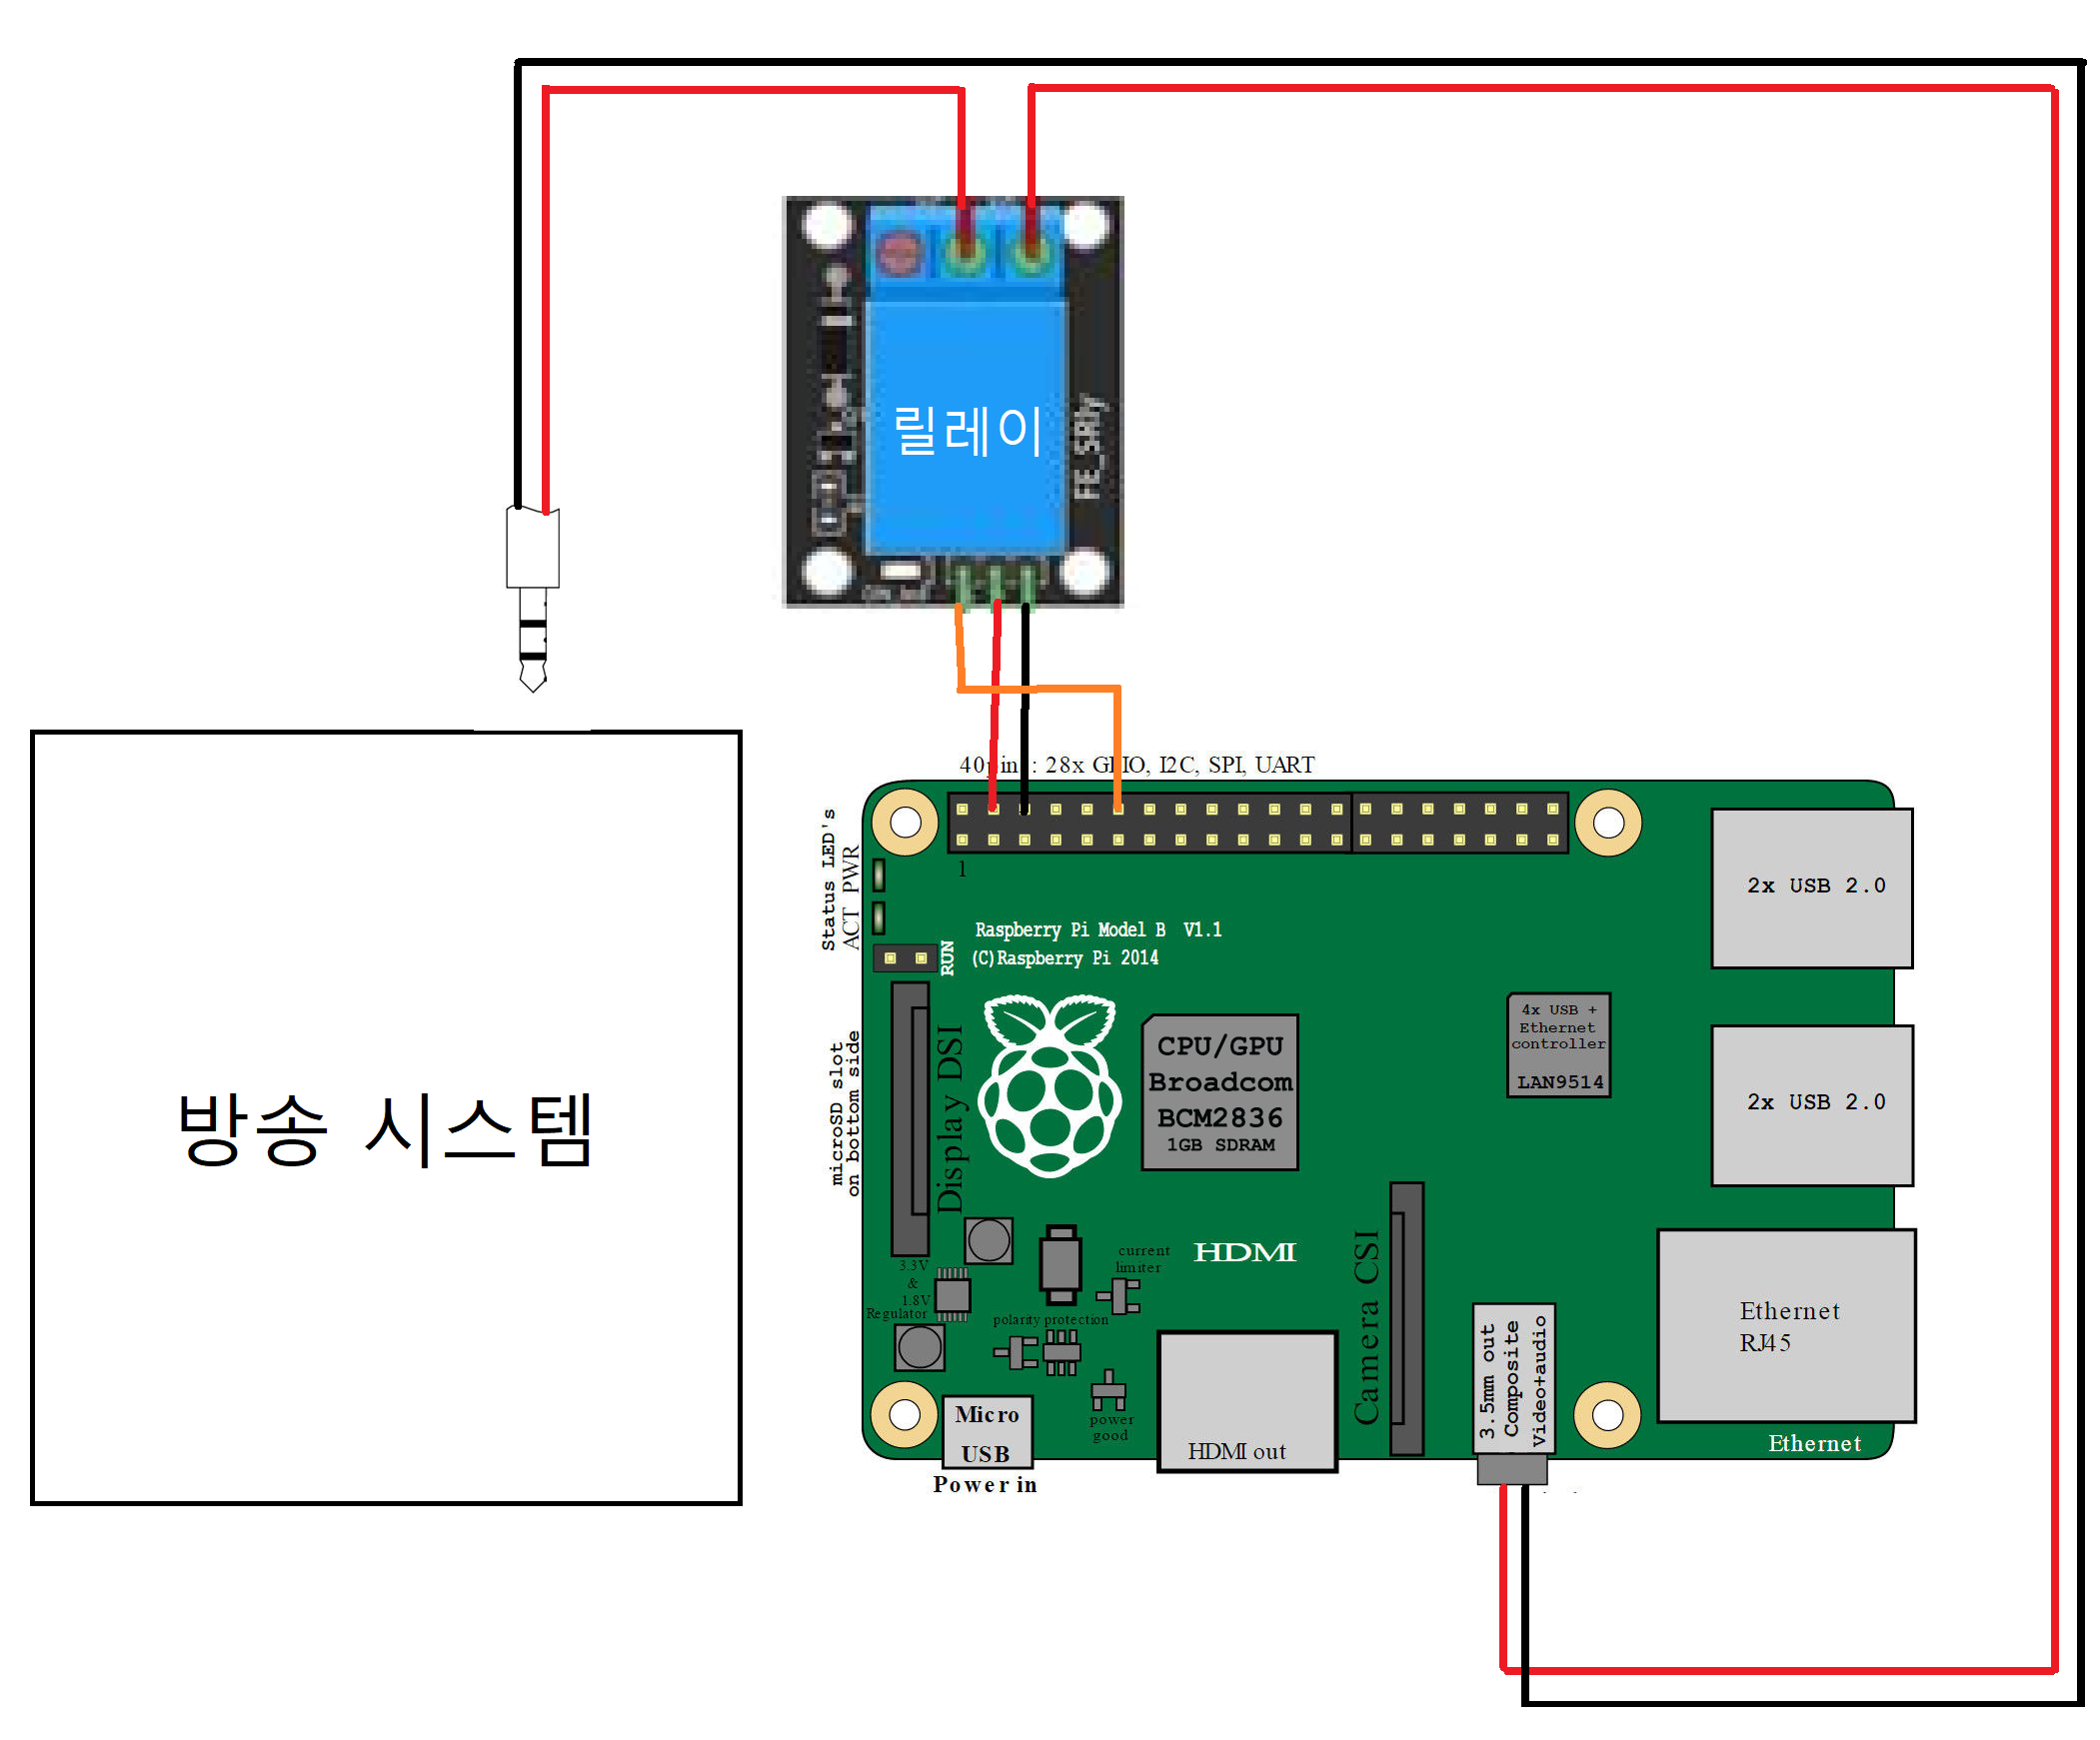 릴레이
FE_SRly
40pins: 28x GPIO, I2C, SPI, UART
Status LED's
ACT PWR
1
RUN
Raspberry Pi Model B V1.1
(C)Raspberry Pi 2014
2x USB 2.0
2x USB 2.0
4x USB +
Ethernet
controller
LAN9514
CPU/GPU
Broadcom
BCM2836
1GB SDRAM
Display DSI
microSD slot
on bottom side
방송 시스템
3.3V
&
1.8V
Regulator
current
limiter
polarity protection
HDMI
power
good
Camera CSI
3.5mm out
Composite
Video+audio
Ethernet
RJ45
Ethernet
Micro
USB
Power in
HDMI out